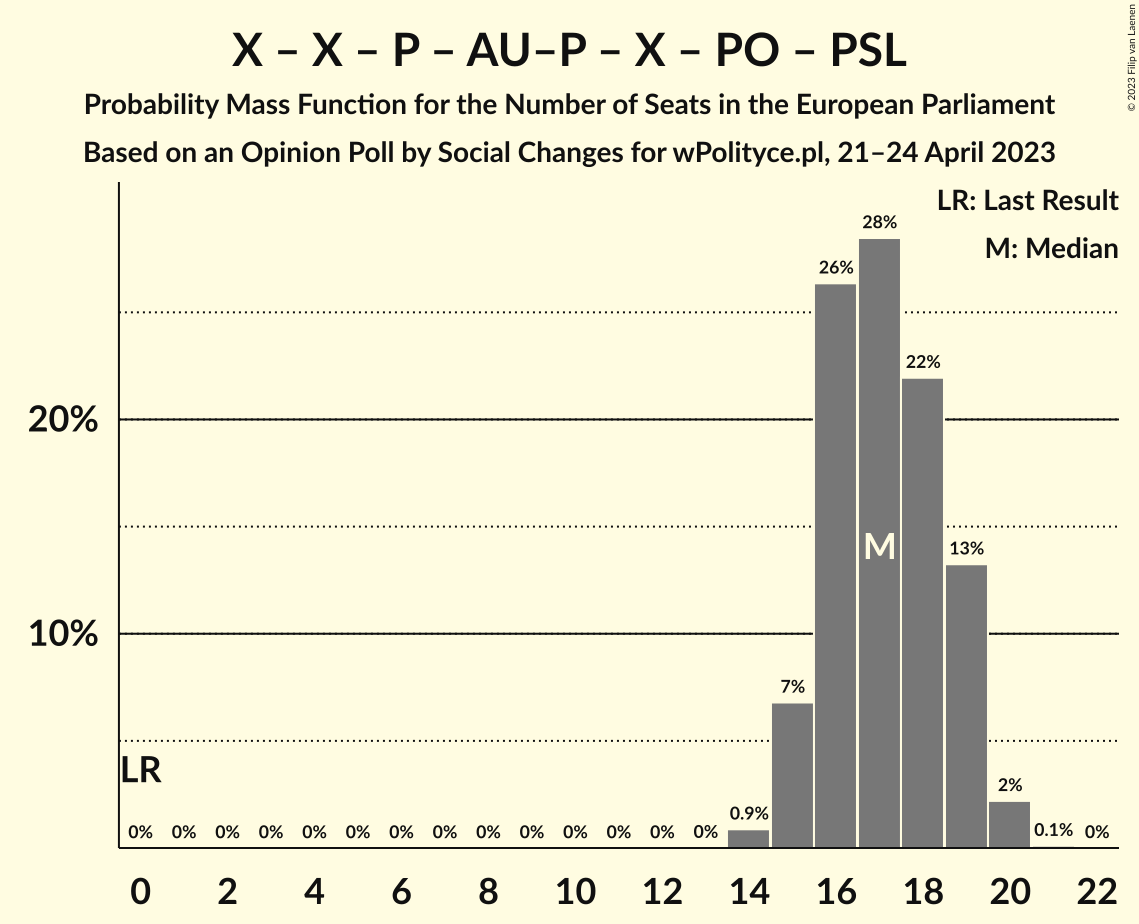 X – X – P – AU–P – X – PO – PSL
Probability Mass Function for the Number of Seats in the European Parliament
Based on an Opinion Poll by Social Changes for wPolityce.pl, 21–24 April 2023
© 2023 Filip van Laenen
LR: Last Result
M: Median
20%
10%
LR
M
0% 0% 0% 0% 0% 0% 0% 0% 0% 0% 0% 0% 0% 0% 0.9% 7% 26% 28% 22% 13% 2% 0.1% 0%
0 2 4 6 8 10 12 14 16 18 20 22